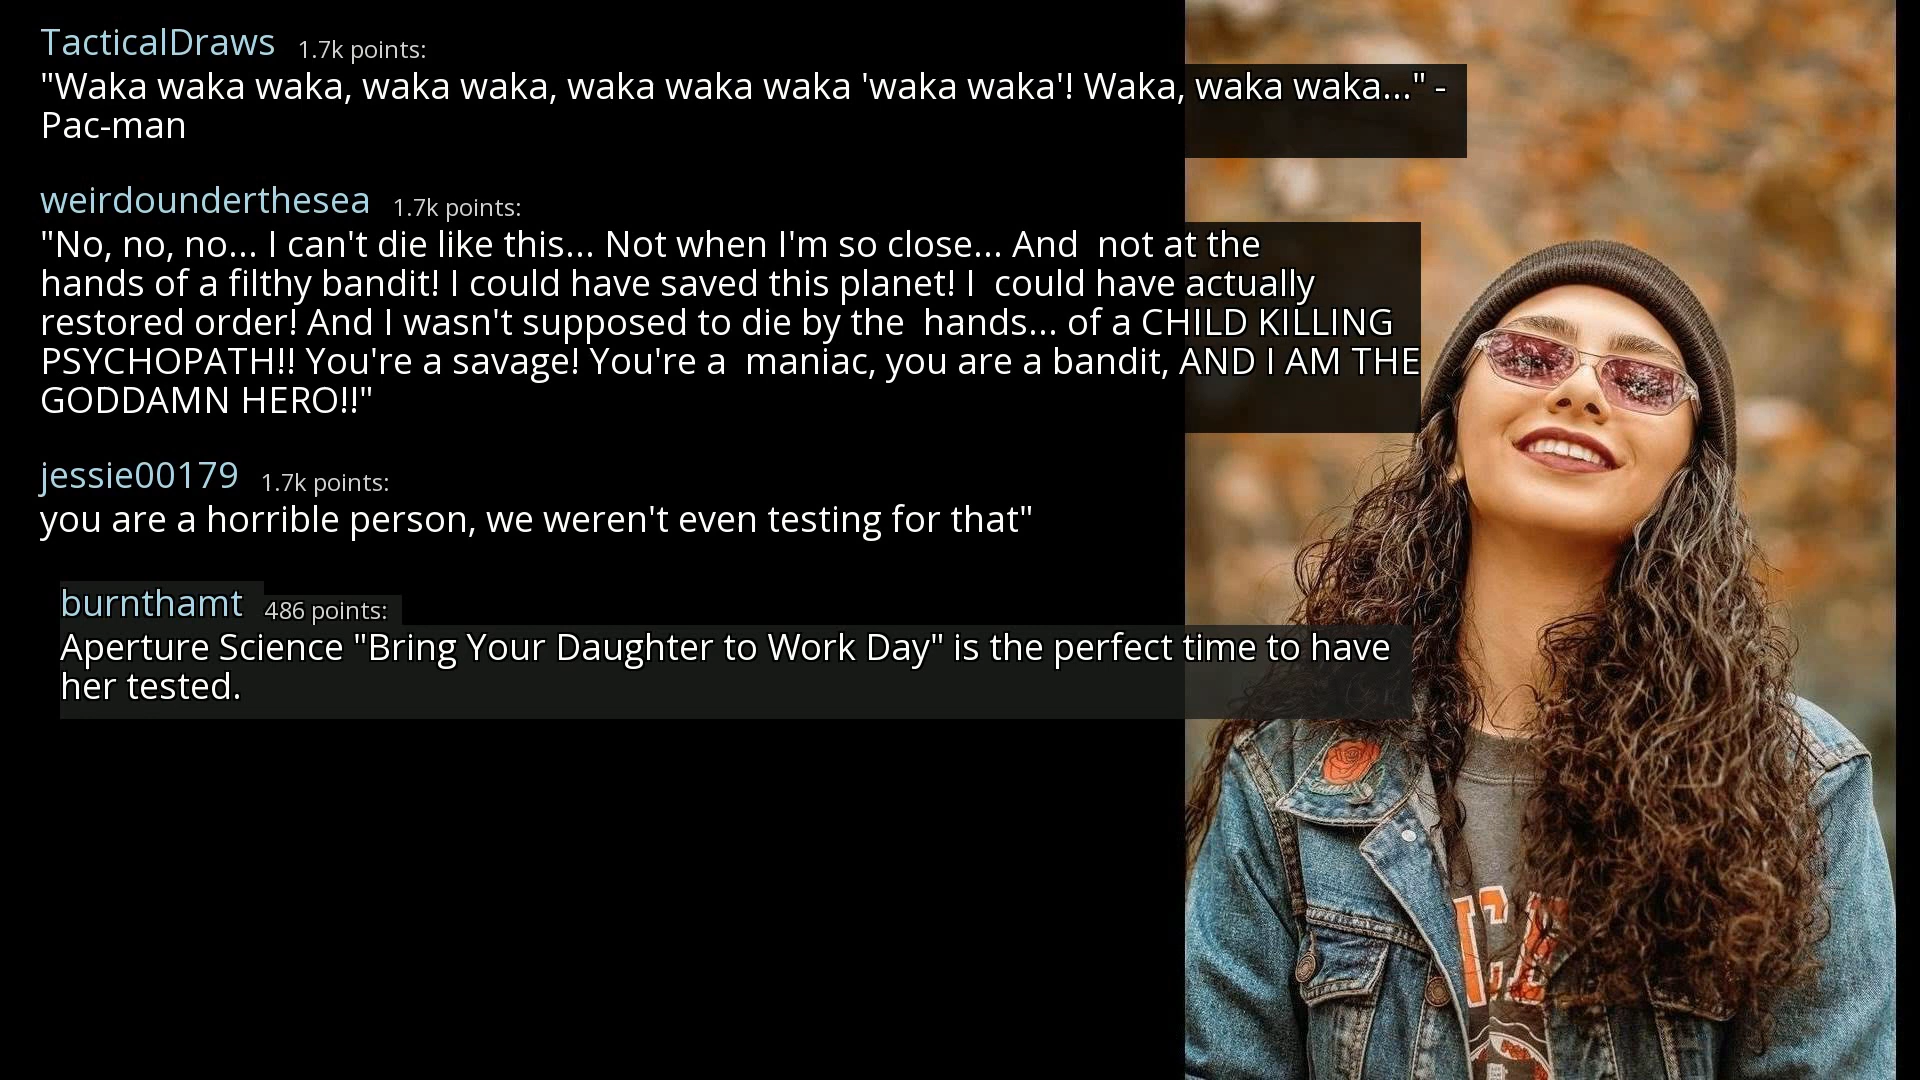 TacticalDraws 1.7k points:
"Waka waka waka, waka waka, waka waka waka 'waka waka'! Waka, waka waka..." -
Pac-man
weirdounderthesea 1.7k points:
"No, no, no... I can't die like this... Not when I'm so close... And  not at the
hands of a filthy bandit! I could have saved this planet! I  could have actually
restored order! And I wasn't supposed to die by the  hands... of a CHILD KILLING
PSYCHOPATH!! You're a savage! You're a  maniac, you are a bandit, AND I AM THE
GODDAMN HERO!!"
jessie00179 1.7k points:
you are a horrible person, we weren't even testing for that"
burnthamt 486 points:
Aperture Science "Bring Your Daughter to Work Day" is the perfect time to have
her tested.